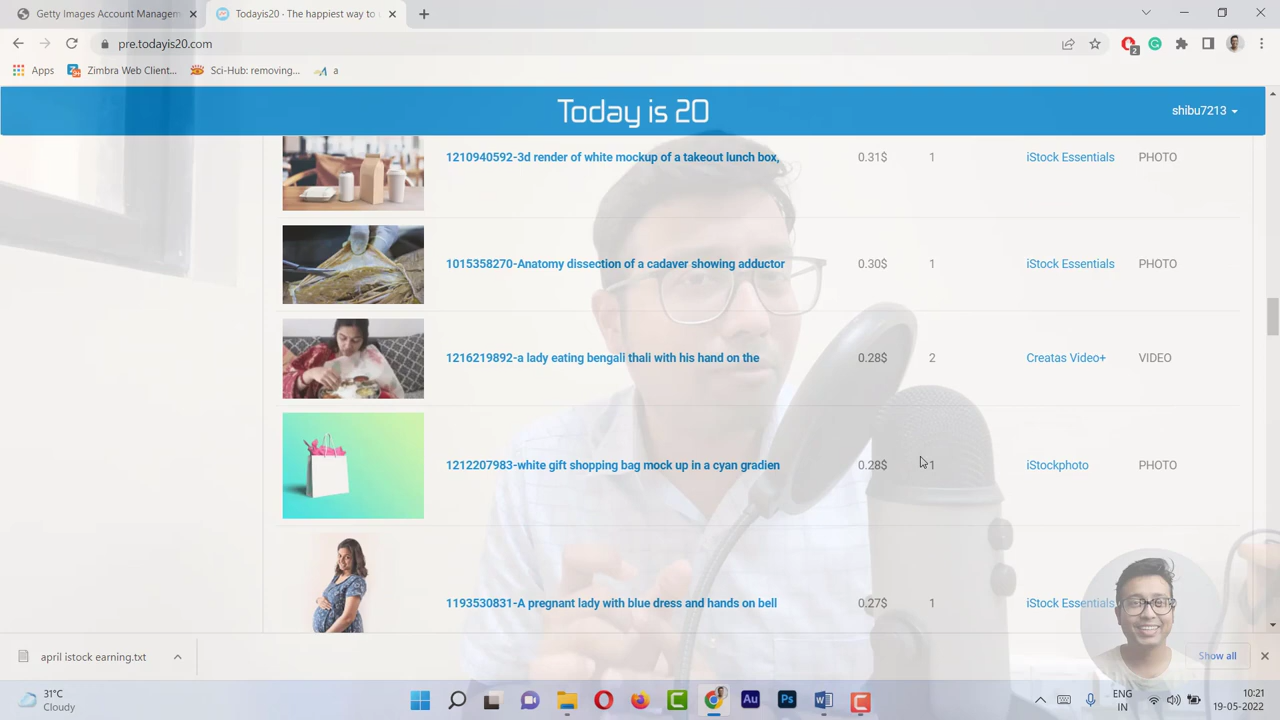 Getty Images Account Managem
Todayis20 - The happiest way to
pre.todayis20.com
2
Apps
Zimbra Web Client...
Sci-Hub: removing...
a
Today is 20
shibu7213
1210940592-3d render of white mockup of a takeout lunch box, 0.31$ 1 iStock Essentials PHOTO
1015358270-Anatomy dissection of a cadaver showing adductor 0.30$ 1 iStock Essentials PHOTO
1216219892-a lady eating bengali thali with his hand on the 0.28$ 2 Creatas Video+ VIDEO
1212207983-white gift shopping bag mock up in a cyan gradien 0.28$ 1 iStockphoto PHOTO
1193530831-A pregnant lady with blue dress and hands on bell 0.27$ 1 iStock Essentials PHOTO
april istock earning.txt
Show all
31°C
Cloudy
Au
Ps
ENG
IN
10:21
19-05-2022